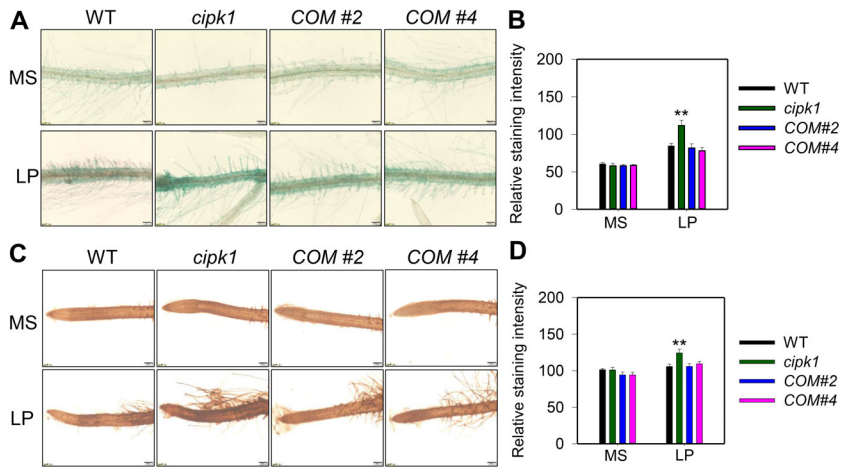 A
WT
cipk1
COM #2
COM #4
MS
LP
B
Relative staining intensity
200
150
100
50
0
**
MS
LP
WT
cipk1
COM#2
COM#4
C
WT
cipk1
COM #2
COM #4
MS
LP
D
Relative staining intensity
200
150
100
50
0
**
MS
LP
WT
cipk1
COM#2
COM#4